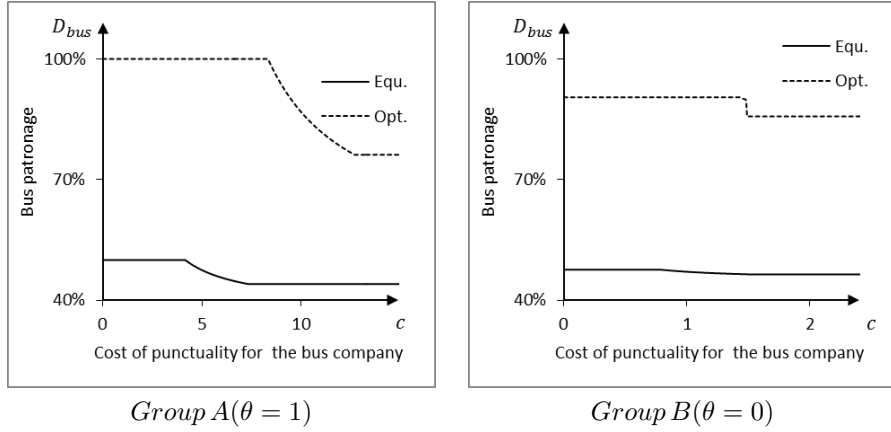 D_bus
100%
70%
40%
Bus patronage
Equ.
Opt.
0
5
10
c
Cost of punctuality for the bus company
Group A(θ = 1)
D_bus
100%
70%
40%
Bus patronage
Equ.
Opt.
0
1
2
c
Cost of punctuality for the bus company
Group B(θ = 0)